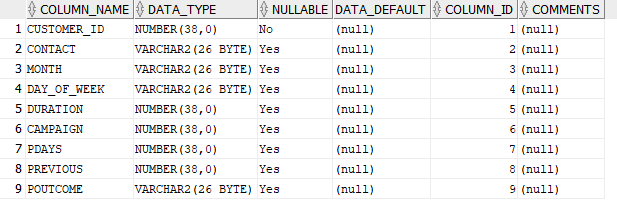 COLUMN_NAME DATA_TYPE NULLABLE DATA_DEFAULT COLUMN_ID COMMENTS
1 CUSTOMER_ID NUMBER(38,0) No (null) 1 (null)
2 CONTACT VARCHAR2(26 BYTE) Yes (null) 2 (null)
3 MONTH VARCHAR2(26 BYTE) Yes (null) 3 (null)
4 DAY_OF_WEEK VARCHAR2(26 BYTE) Yes (null) 4 (null)
5 DURATION NUMBER(38,0) Yes (null) 5 (null)
6 CAMPAIGN NUMBER(38,0) Yes (null) 6 (null)
7 PDAYS NUMBER(38,0) Yes (null) 7 (null)
8 PREVIOUS NUMBER(38,0) Yes (null) 8 (null)
9 POUTCOME VARCHAR2(26 BYTE) Yes (null) 9 (null)